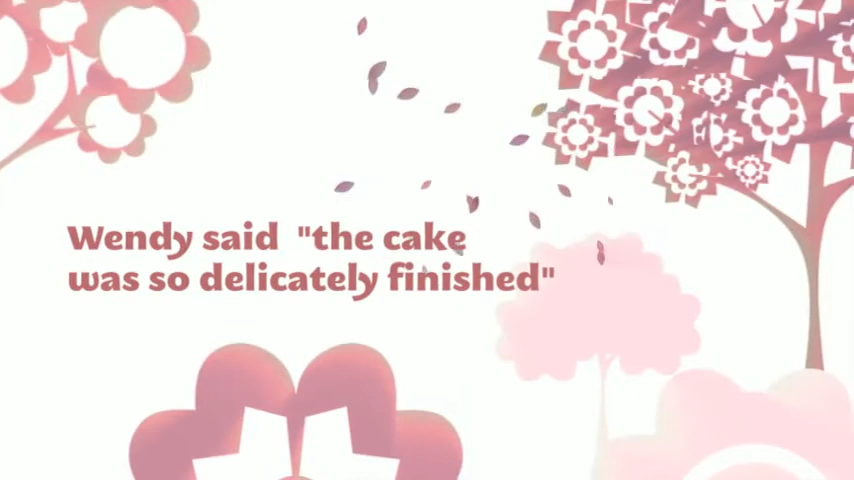 Wendy said  "the cake
was so delicately finished"